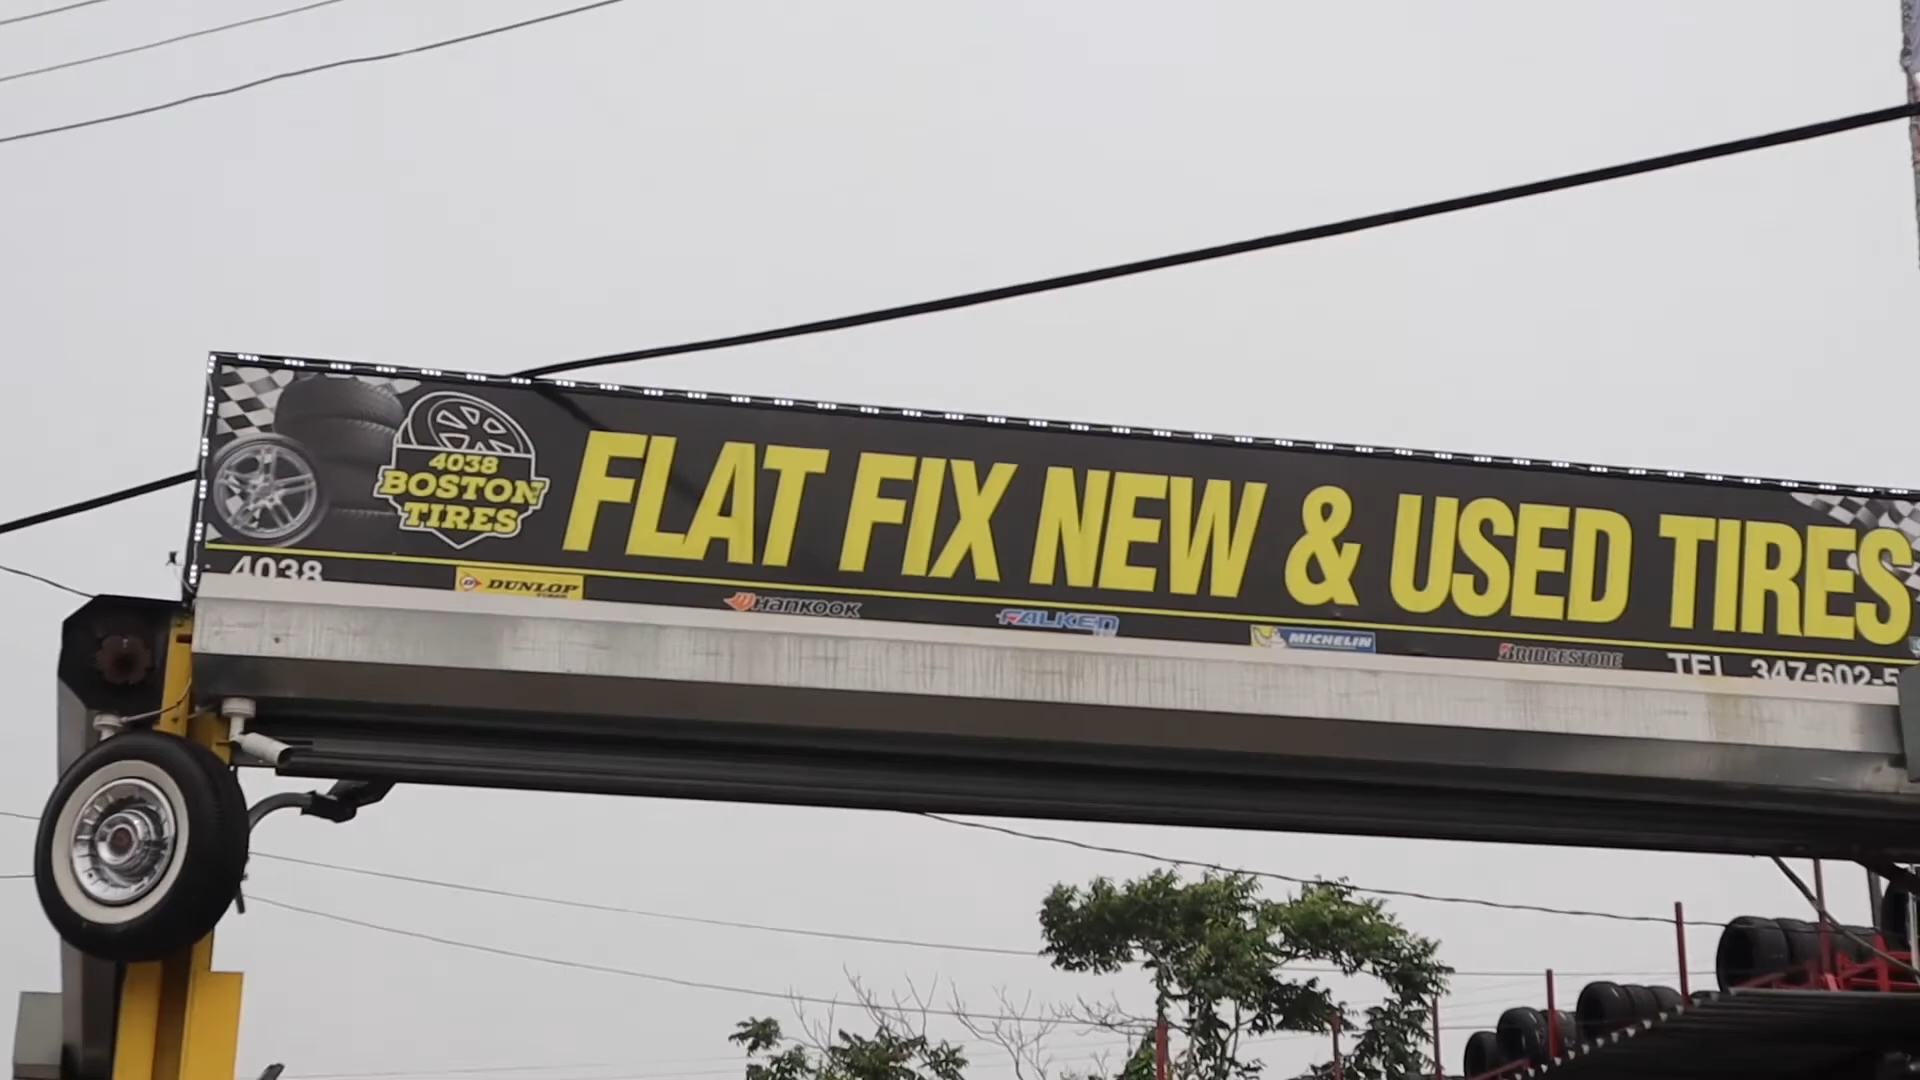 4038
BOSTON
TIRES
FLAT FIX NEW & USED TIRES
4038
DUNLOP
HANKOOK
FALKEN
MICHELIN
BRIDGESTONE
TEL 347-602-5